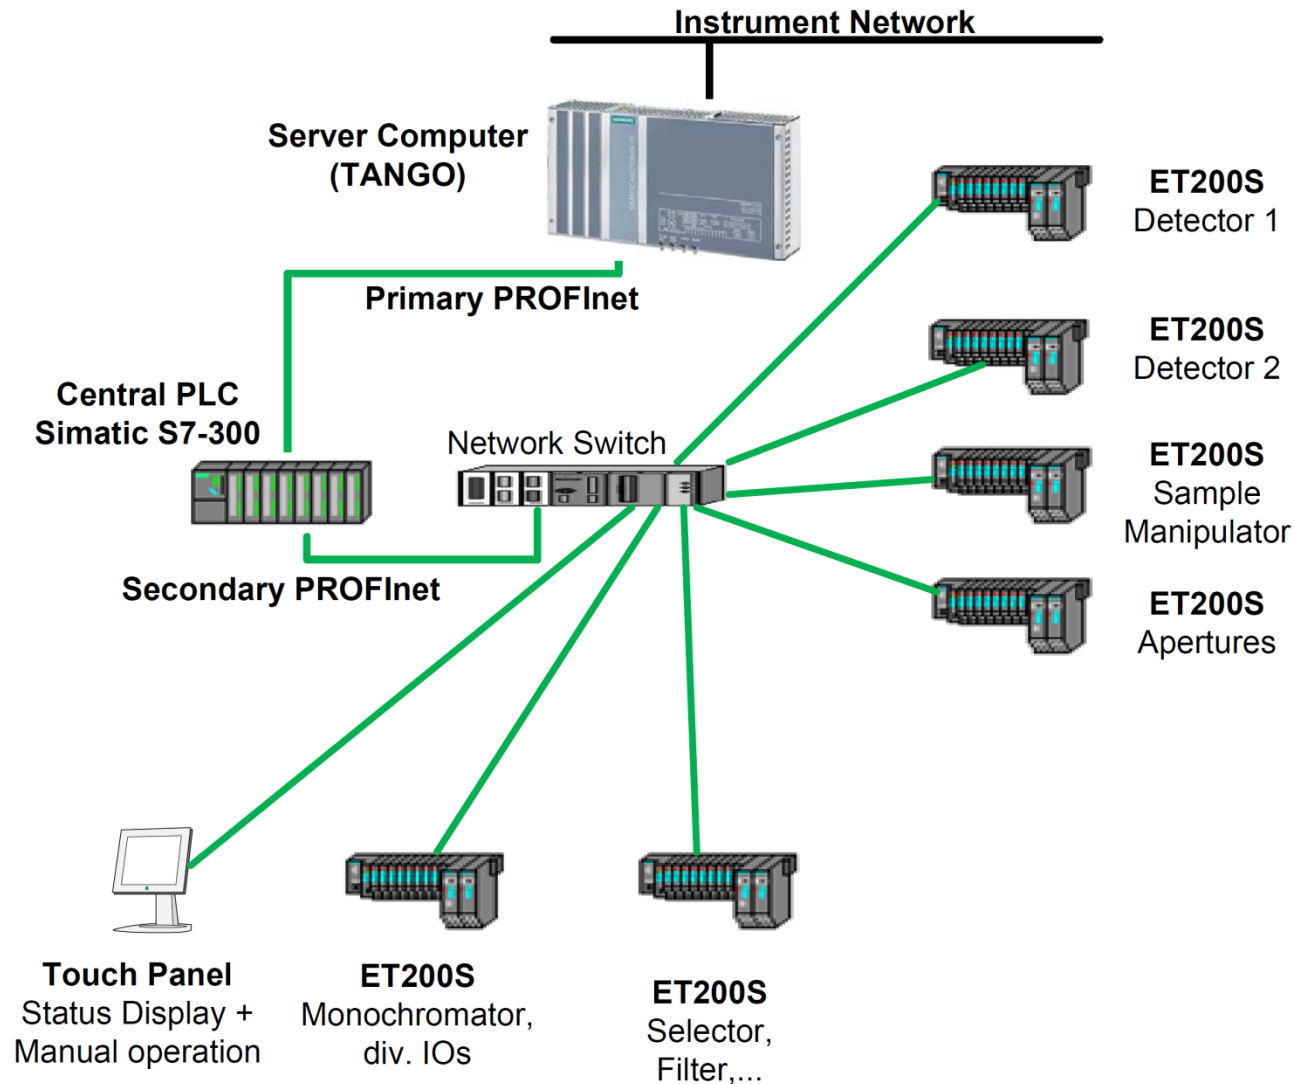 Instrument Network
Server Computer
(TANGO)
SIEMENS
ET200S
Detector 1
Primary PROFInet
ET200S
Detector 2
Central PLC
Simatic S7-300
Network Switch
ET200S
Sample
Manipulator
Secondary PROFInet
ET200S
Apertures
Touch Panel
Status Display +
Manual operation
ET200S
Monochromator,
div. IOs
ET200S
Selector,
Filter,...